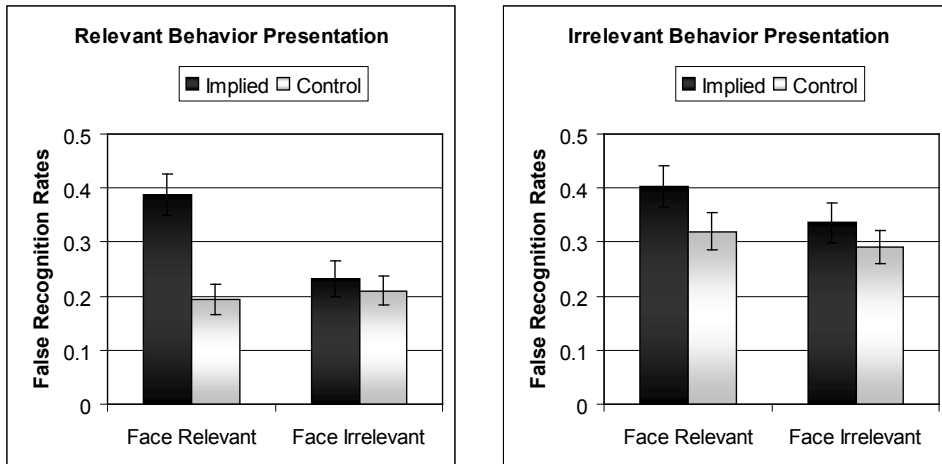 Relevant Behavior Presentation
Implied Control
False Recognition Rates
0.5
0.4
0.3
0.2
0.1
0
Face Relevant Face Irrelevant
Irrelevant Behavior Presentation
Implied Control
False Recognition Rates
0.5
0.4
0.3
0.2
0.1
0
Face Relevant Face Irrelevant